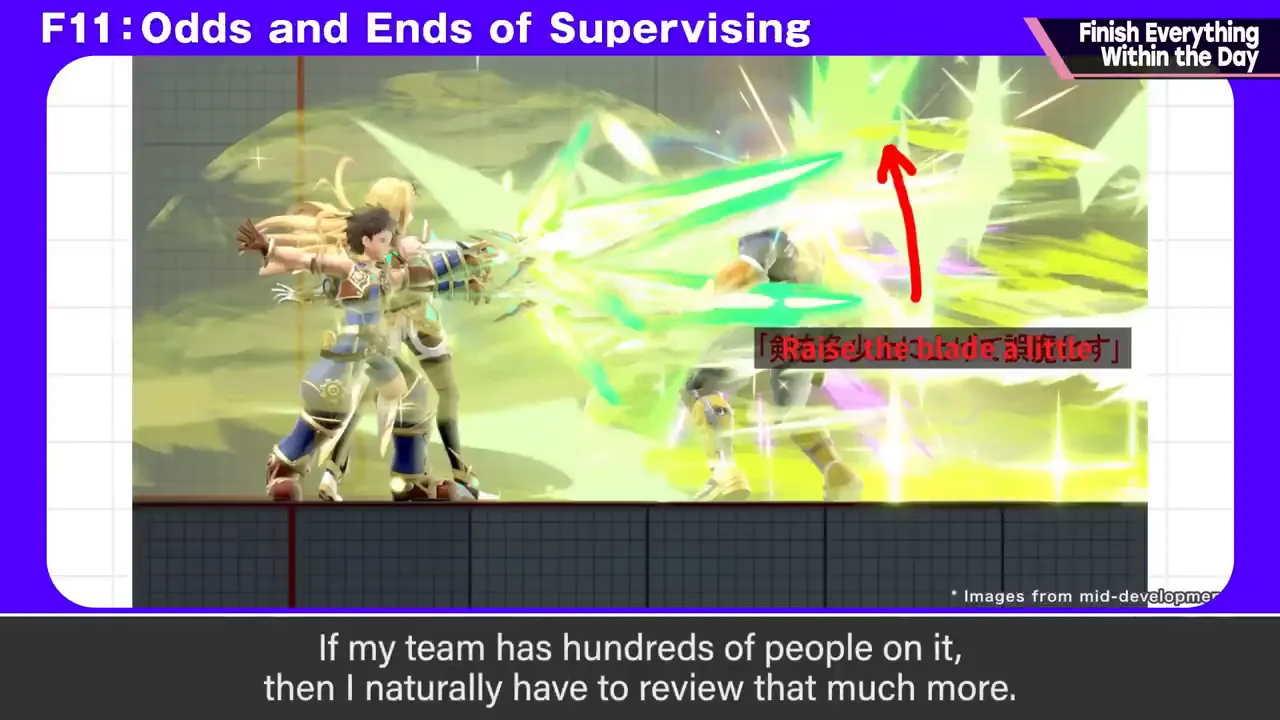 F11:Odds and Ends of Supervising
Finish Everything
Within the Day
Raise the blade a little
* Images from mid-developmen
If my team has hundreds of people on it,
then I naturally have to review that much more.